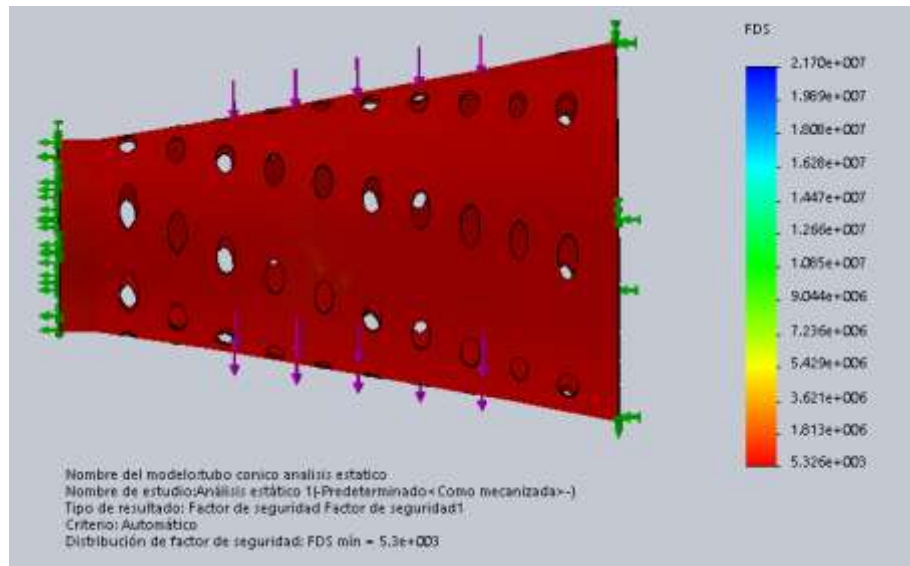 FDS
2.170e+007
1.989e+007
1.808e+007
1.628e+007
1.447e+007
1.266e+007
1.085e+007
9.044e+006
7.236e+006
5.429e+006
3.621e+006
1.813e+006
5.326e+003
Nombre del modelo:tubo conico analisis estatico
Nombre de estudio:Análisis estático 1(-Predeterminado<Como mecanizada>-)
Tipo de resultado: Factor de seguridad Factor de seguridad1
Criterio: Automático
Distribución de factor de seguridad: FDS mín = 5.3e+003